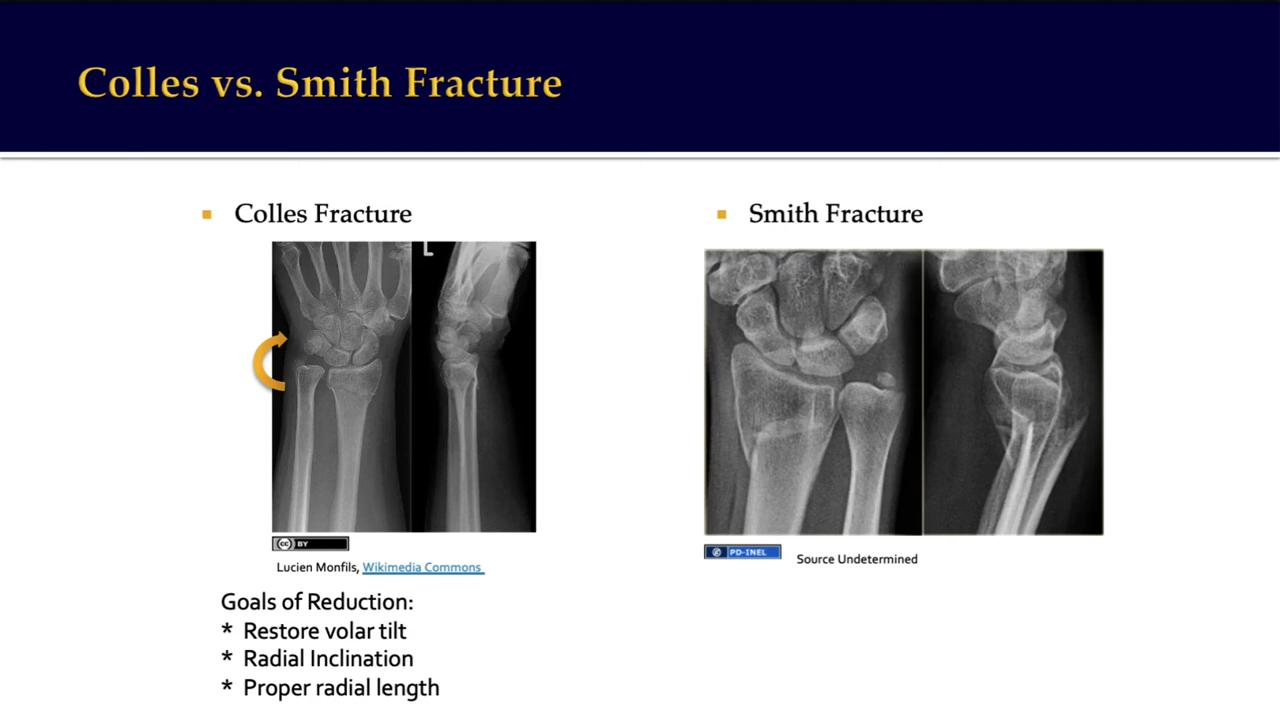 Colles vs. Smith Fracture
Colles Fracture
L
cc BY
Lucien Monfils, Wikimedia Commons
Goals of Reduction:
* Restore volar tilt
* Radial Inclination
* Proper radial length
Smith Fracture
PD-INEL
Source Undetermined